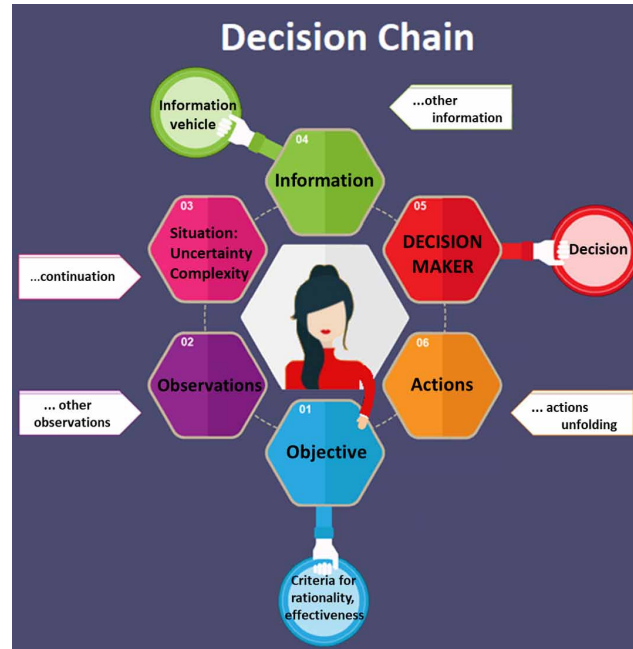 Decision Chain
Information
vehicle
...other
information
04
Information
03
Situation:
Uncertainty
Complexity
05
DECISION
MAKER
Decision
...continuation
02
Observations
06
Actions
... other
observations
01
Objective
... actions
unfolding
Criteria for
rationality,
effectiveness